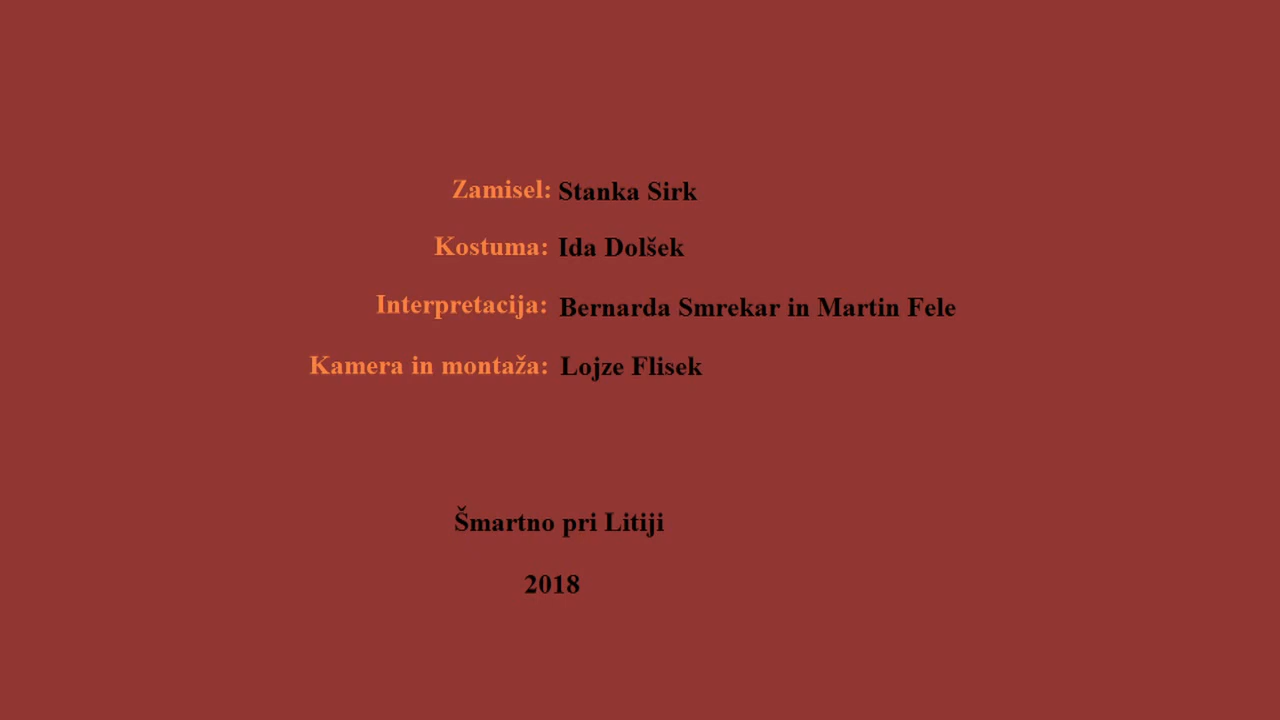 Zamisel: Stanka Sirk
Kostuma: Ida Dolšek
Interpretacija: Bernarda Smrekar in Martin Fele
Kamera in montaža: Lojze Flisek
Šmartno pri Litiji
2018